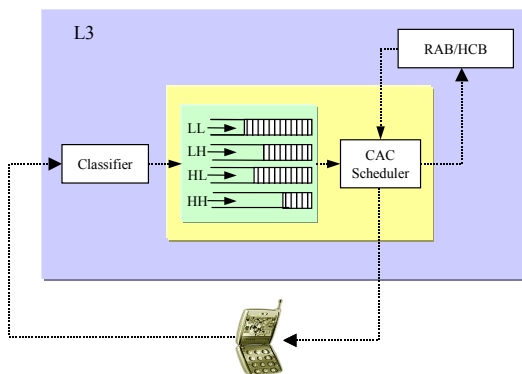 L3
RAB/HCB
LL
LH
HL
HH
Classifier
CAC
Scheduler